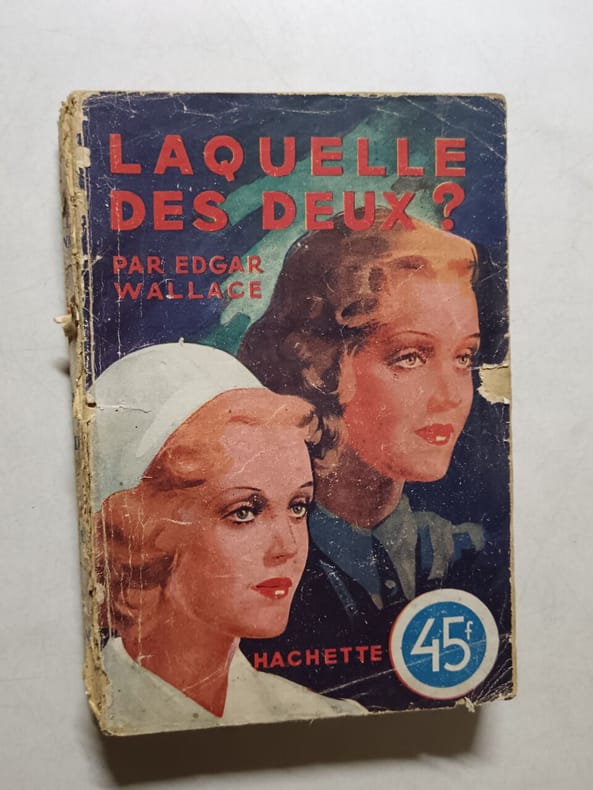 LAQUELLE
DES DEUX?
PAR EDGAR
WALLACE
HACHETTE
45f